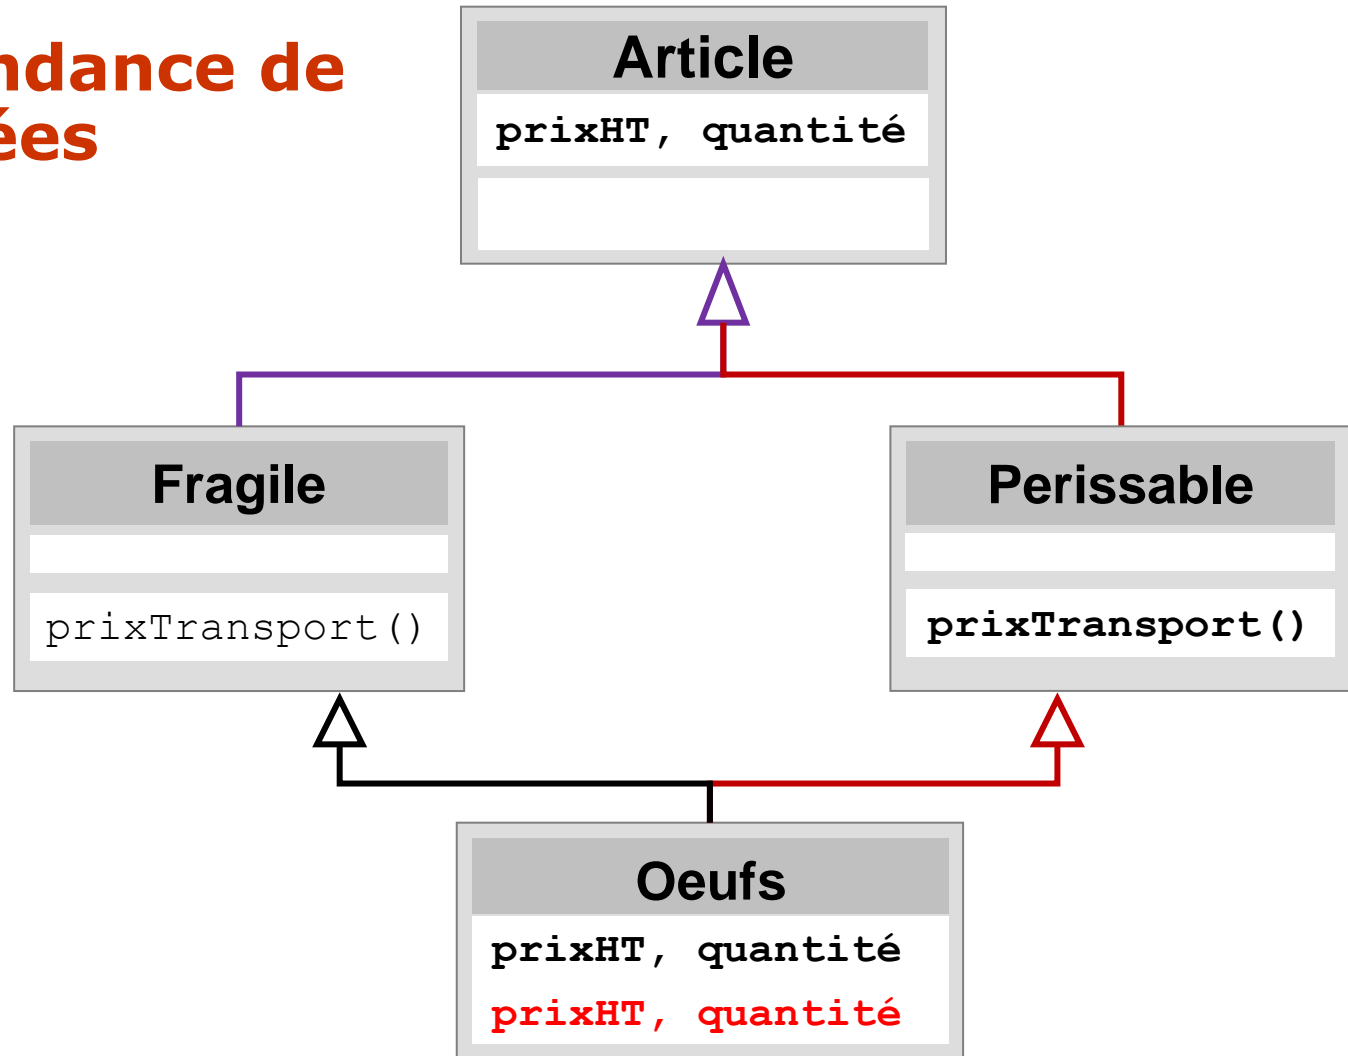 ndance de
ées
Article
prixHT, quantité
Fragile
prixTransport()
Perissable
prixTransport()
Oeufs
prixHT, quantité
prixHT, quantité